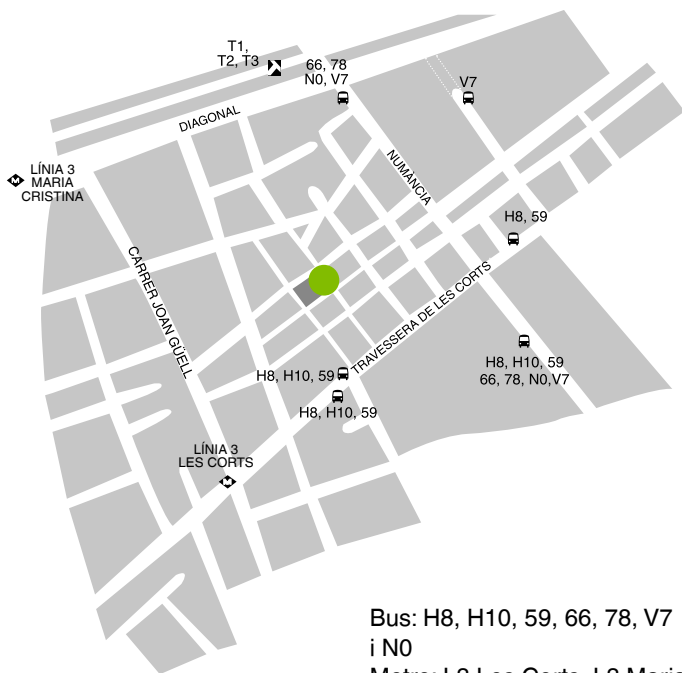 T1,
T2, T3
66, 78
N0, V7
V7
DIAGONAL
LÍNIA 3
MARIA
CRISTINA
NUMÀNCIA
H8, 59
CARRER JOAN GÜELL
TRAVESSERA DE LES CORTS
H8, H10, 59
66, 78, N0,V7
H8, H10, 59
H8, H10, 59
LÍNIA 3
LES CORTS
Bus: H8, H10, 59, 66, 78, V7
i N0